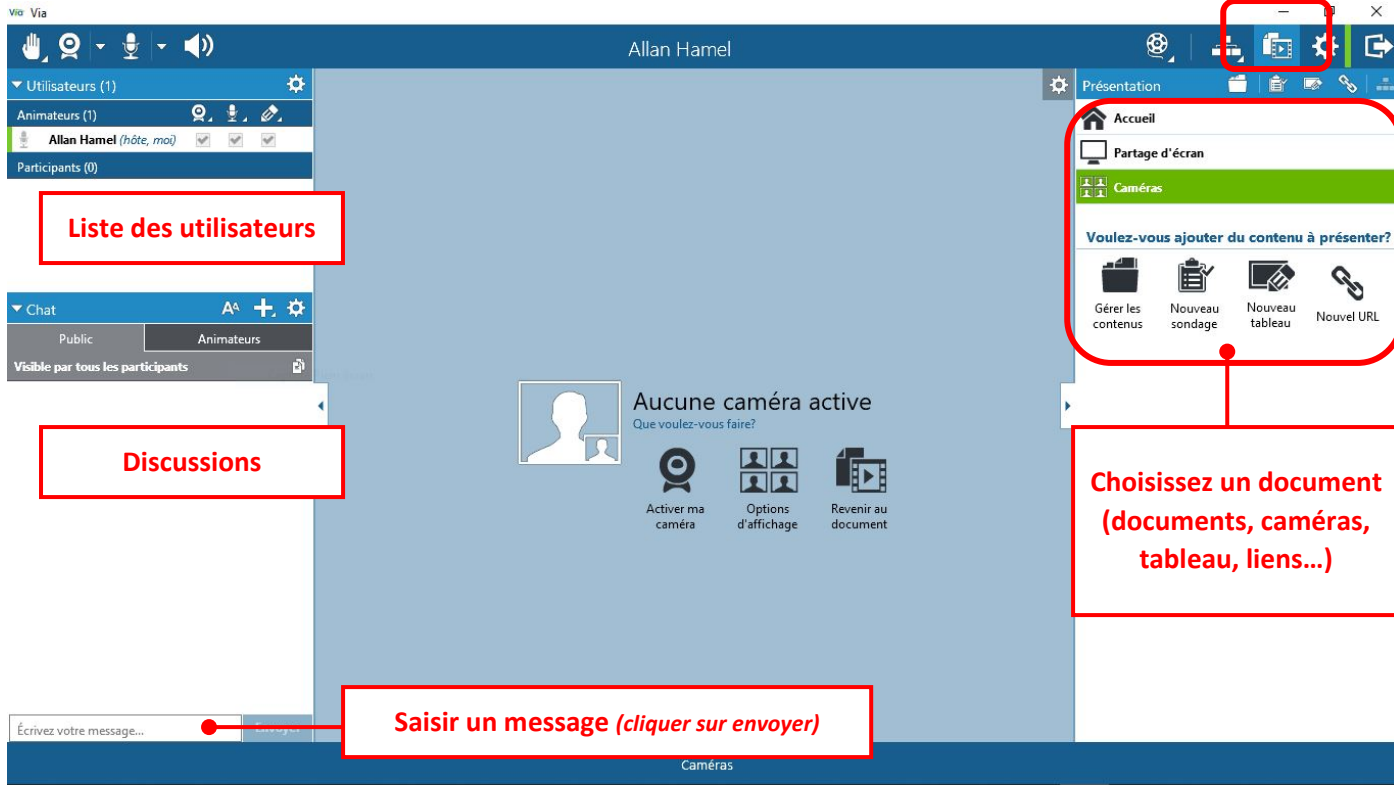 Via Via
Allan Hamel
Utilisateurs (1)
Animateurs (1)
Allan Hamel (hôte, moi)
Participants (0)
Liste des utilisateurs
Chat
AA
Public
Animateurs
Visible par tous les participants
Discussions
Écrivez votre message...
Envoyer
Saisir un message (cliquer sur envoyer)
Aucune caméra active
Que voulez-vous faire?
Activer ma
caméra
Options
d'affichage
Revenir au
document
Caméras
Présentation
Accueil
Partage d'écran
Caméras
Voulez-vous ajouter du contenu à présenter?
Gérer les
contenus
Nouveau
sondage
Nouveau
tableau
Nouvel URL
Choisissez un document
(documents, caméras,
tableau, liens…)